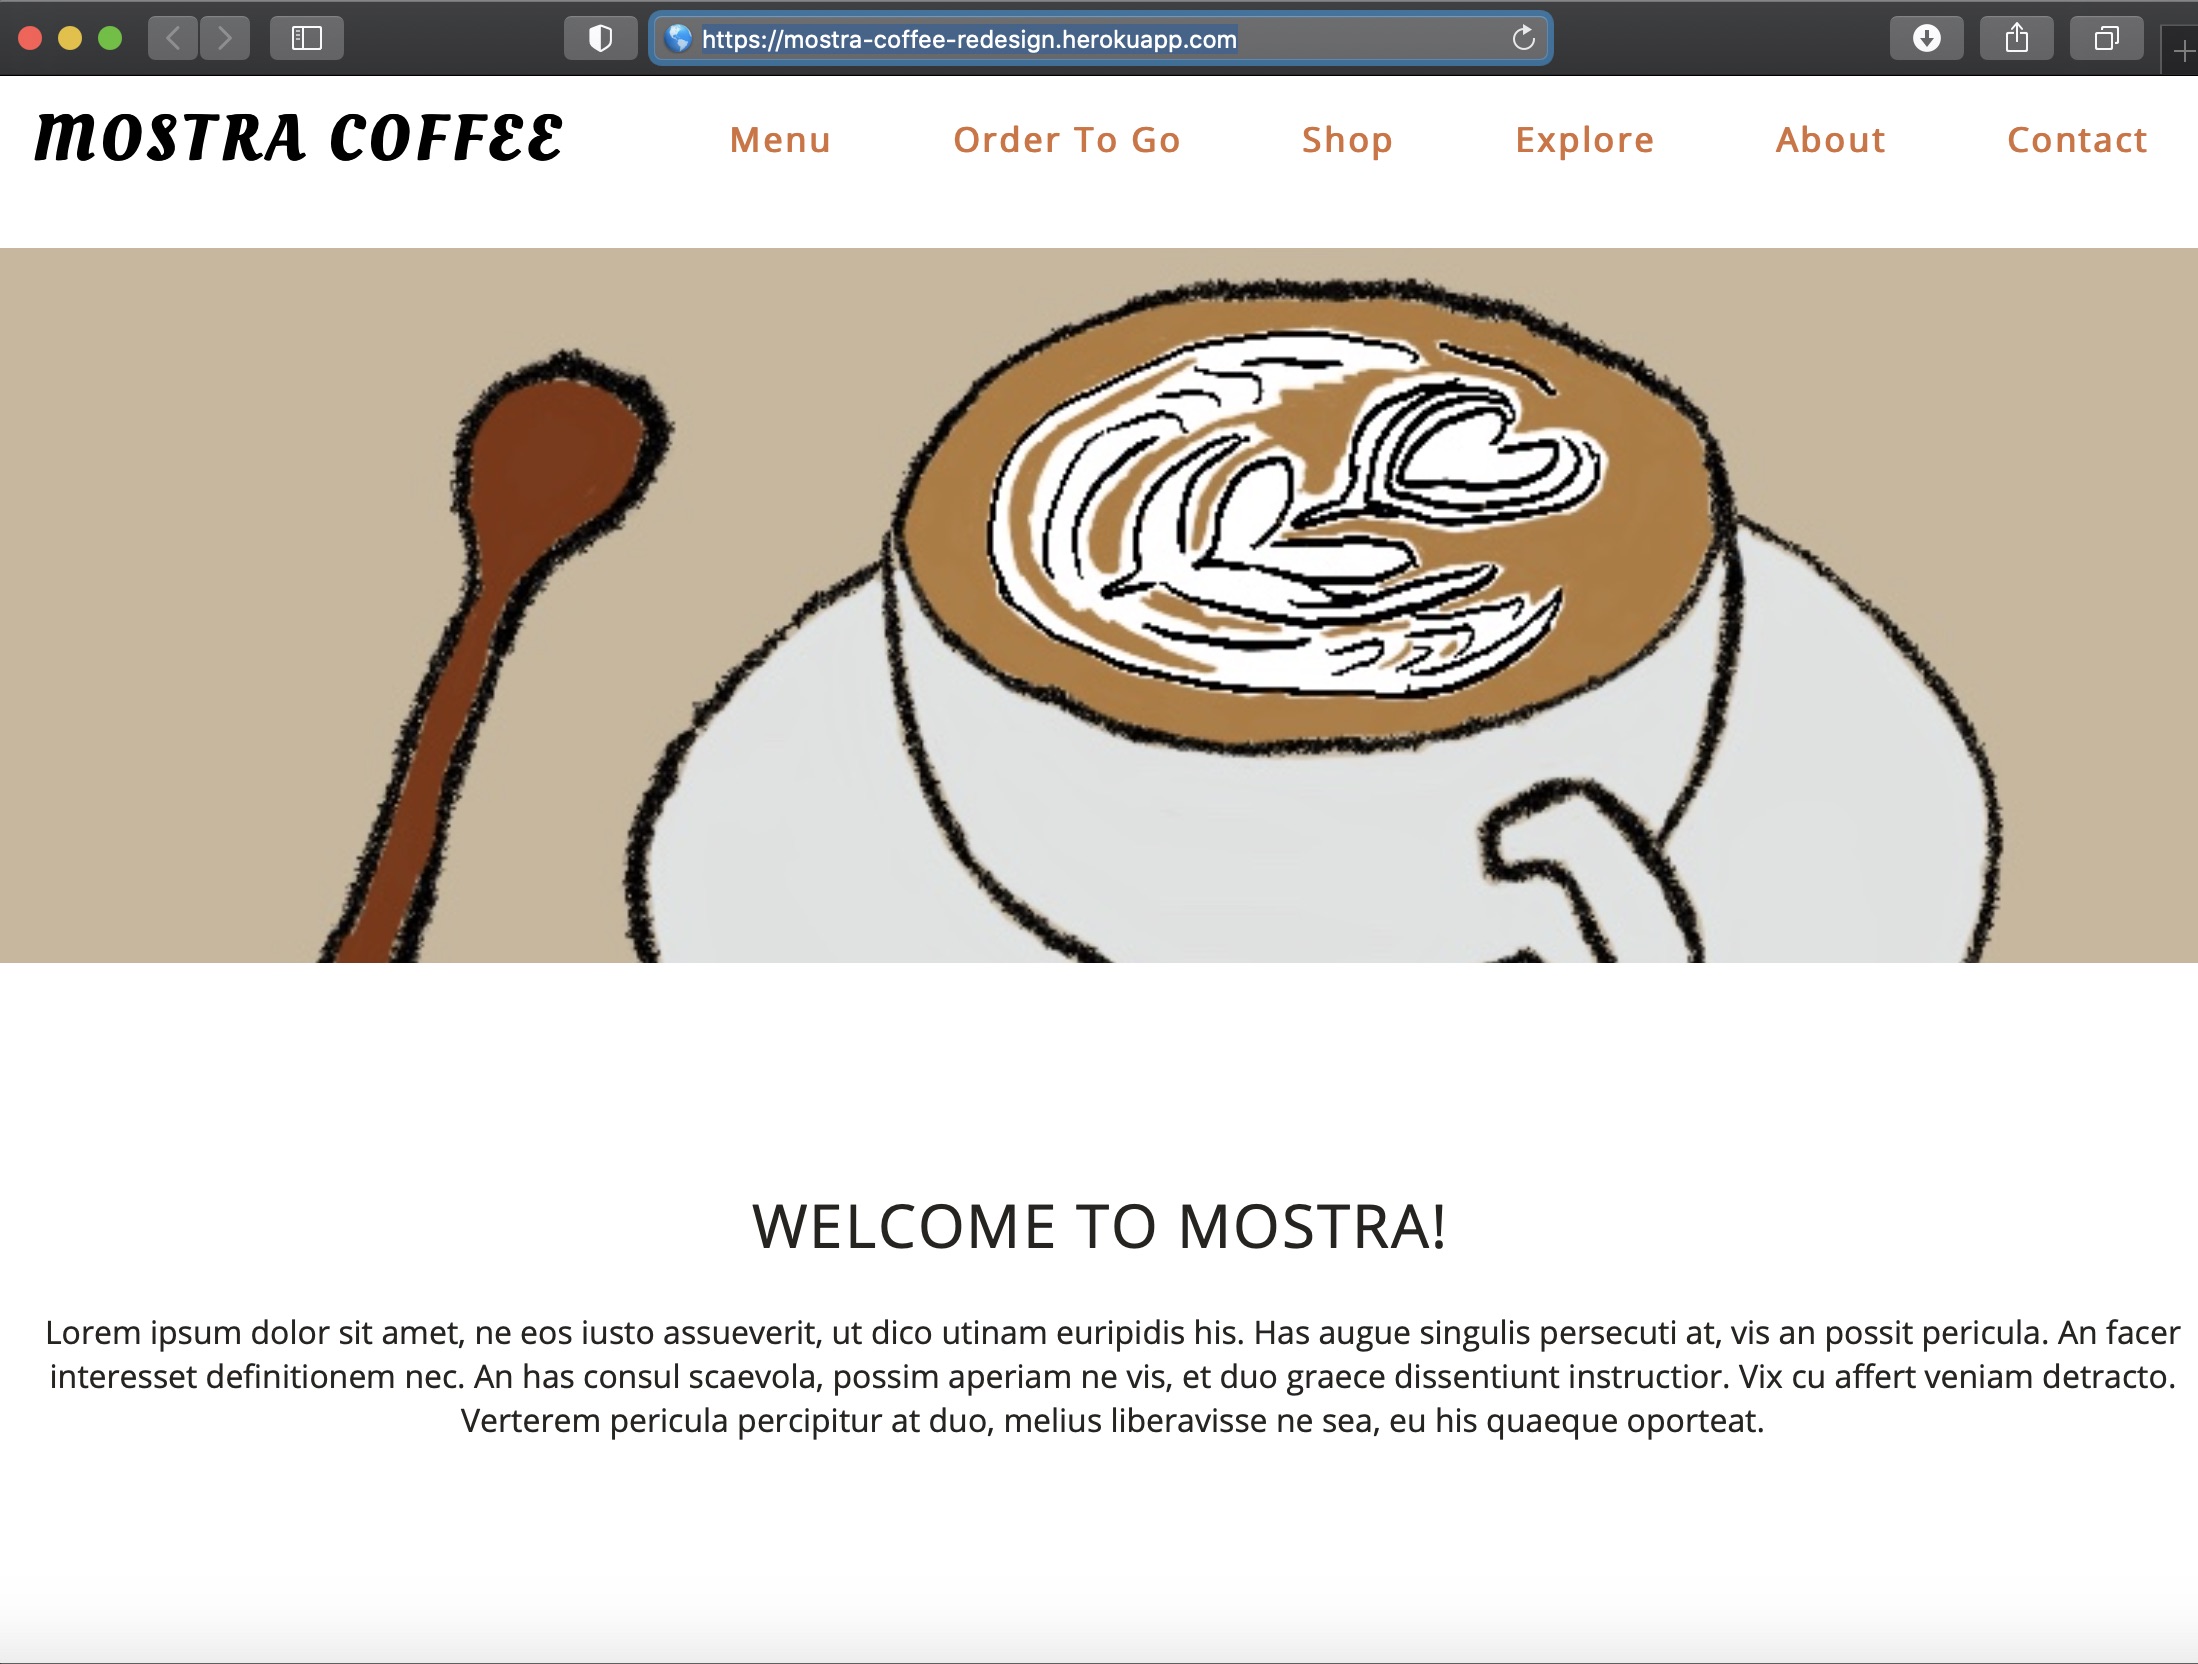 https://mostra-coffee-redesign.herokuapp.com
MOSTRA COFFEE
Menu Order To Go Shop Explore About Contact
WELCOME TO MOSTRA!
Lorem ipsum dolor sit amet, ne eos iusto assueverit, ut dico utinam euripidis his. Has augue singulis persecuti at, vis an possit pericula. An facer
interesset definitionem nec. An has consul scaevola, possim aperiam ne vis, et duo graece dissentiunt instructior. Vix cu affert veniam detracto.
Verterem pericula percipitur at duo, melius liberavisse ne sea, eu his quaeque oporteat.